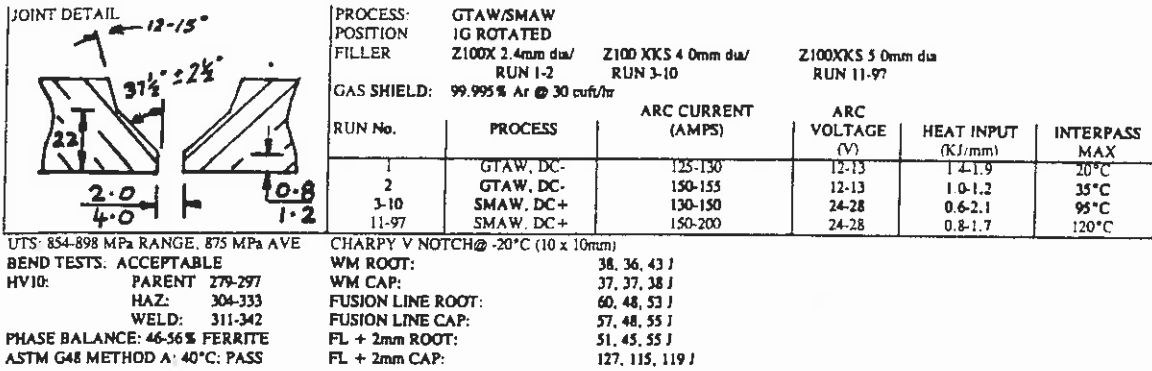 JOINT DETAIL
12-15°
37½° ± 2½°
22
2.0
4.0
0.8
1.2
PROCESS: GTAW/SMAW
POSITION 1G ROTATED
FILLER Z100X 2.4mm dia/ Z100 XKS 4.0mm dia/ Z100XKS 5.0mm dia
RUN 1-2 RUN 3-10 RUN 11-97
GAS SHIELD: 99.995% Ar @ 30 cuft/hr
RUN No. PROCESS ARC CURRENT (AMPS) ARC VOLTAGE (V) HEAT INPUT (KJ/mm) INTERPASS MAX
1 GTAW, DC- 125-130 12-13 1.4-1.9 20°C
2 GTAW, DC- 150-155 12-13 1.0-1.2 35°C
3-10 SMAW, DC+ 130-150 24-28 0.6-2.1 95°C
11-97 SMAW, DC+ 150-200 24-28 0.8-1.7 120°C
UTS: 854-898 MPa RANGE, 875 MPa AVE
BEND TESTS: ACCEPTABLE
HV10: PARENT 279-297
HAZ: 304-333
WELD: 311-342
PHASE BALANCE: 46-56% FERRITE
ASTM G48 METHOD A: 40°C: PASS
CHARPY V NOTCH@ -20°C (10 x 10mm)
WM ROOT: 38, 36, 43 J
WM CAP: 37, 37, 38 J
FUSION LINE ROOT: 60, 48, 53 J
FUSION LINE CAP: 57, 48, 55 J
FL + 2mm ROOT: 51, 45, 55 J
FL + 2mm CAP: 127, 115, 119 J